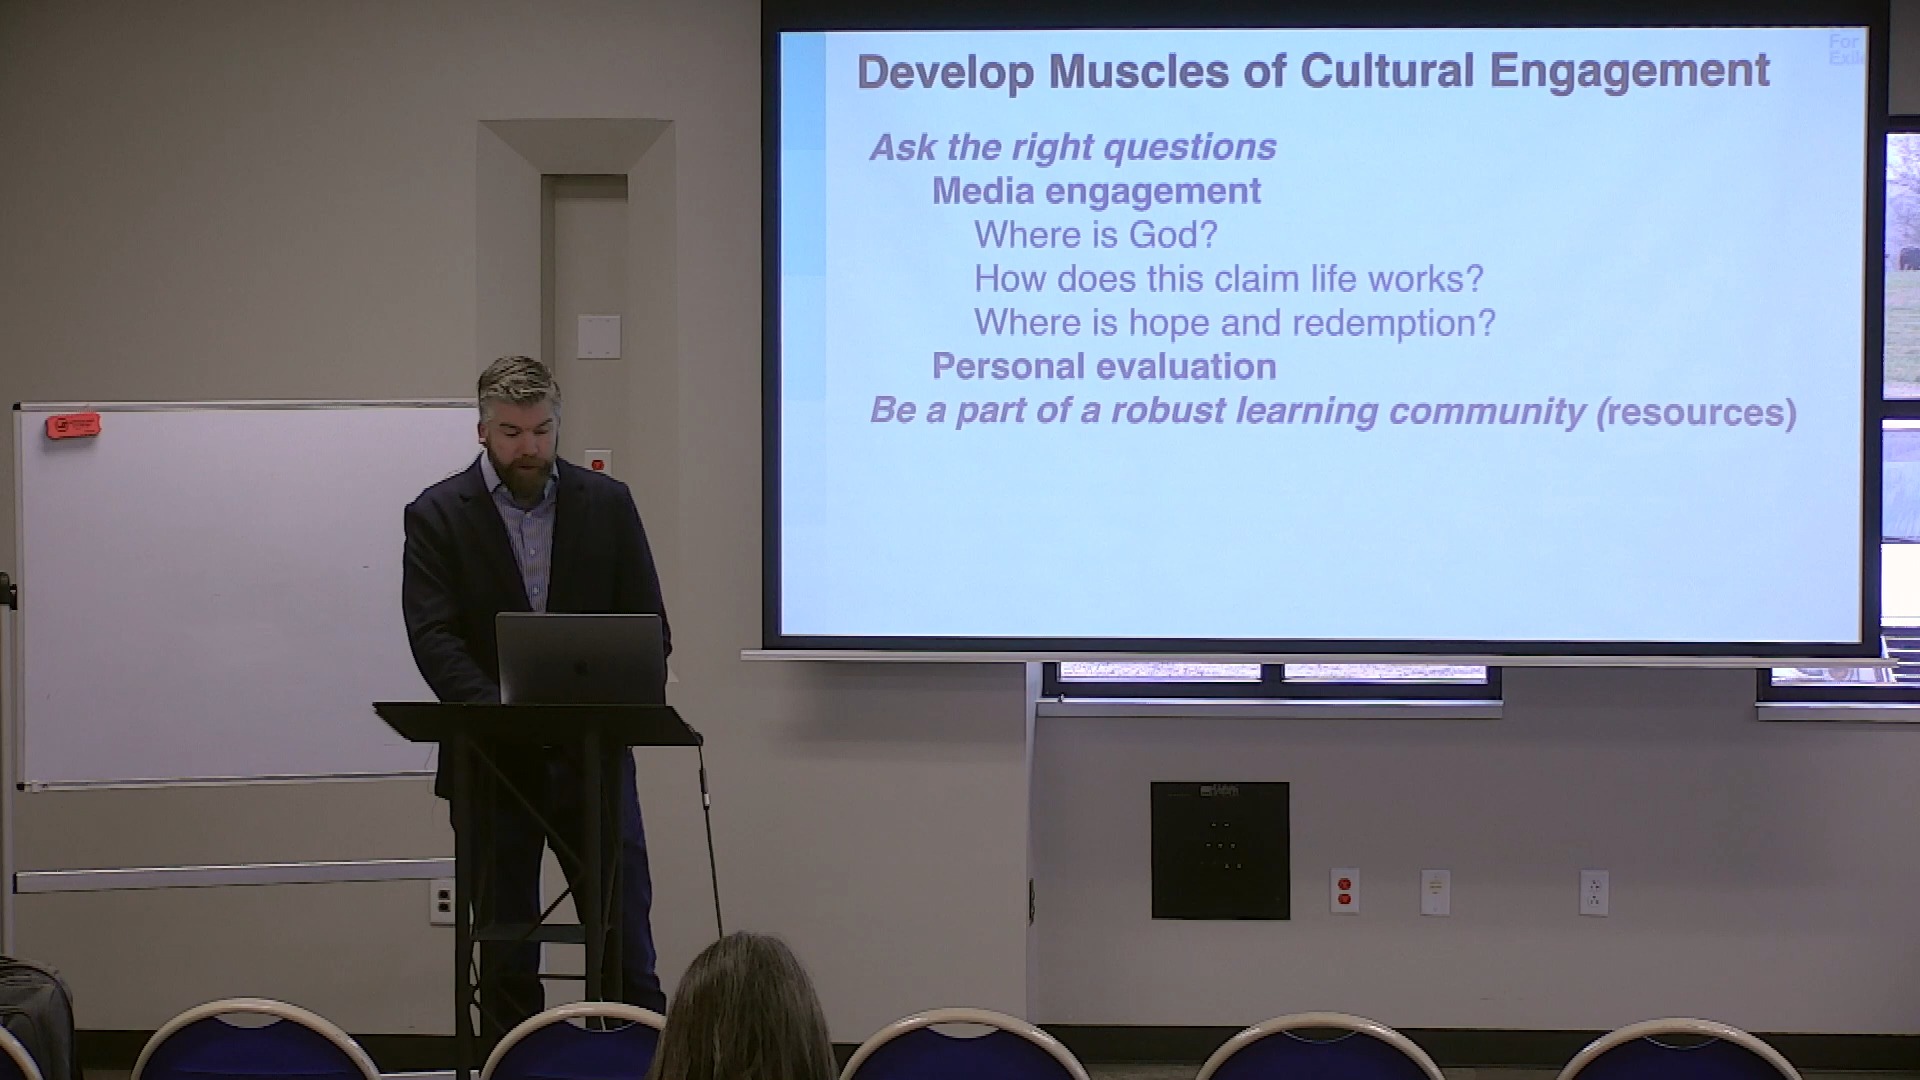 For
Develop Muscles of Cultural Engagement
Ask the right questions
Media engagement
Where is God?
How does this claim life works?
Where is hope and redemption?
Personal evaluation
Be a part of a robust learning community (resources)